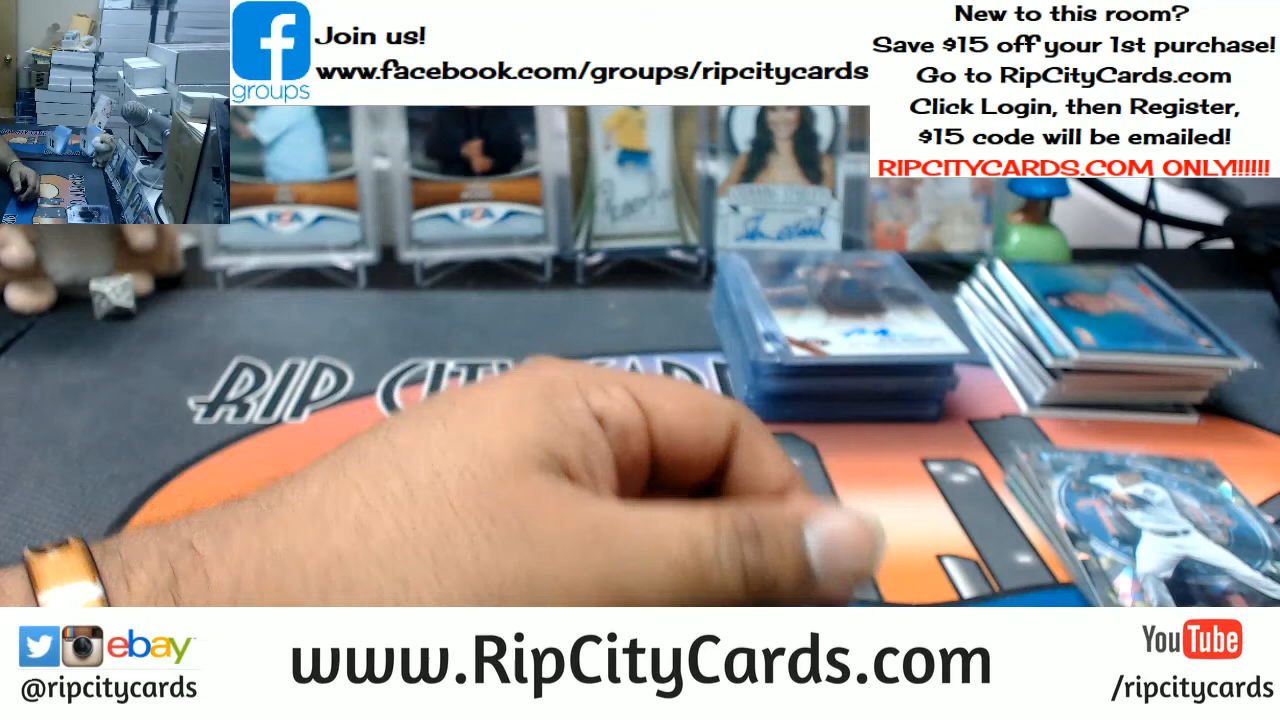 groups
Join us!
www.facebook.com/groups/ripcitycards
New to this room?
Save $15 off your 1st purchase!
Go to RipCityCards.com
Click Login, then Register,
$15 code will be emailed!
RIPCITYCARDS.COM ONLY!!!!!!
RIP CITY
ebay
@ripcitycards
www.RipCityCards.com
YouTube
/ripcitycards